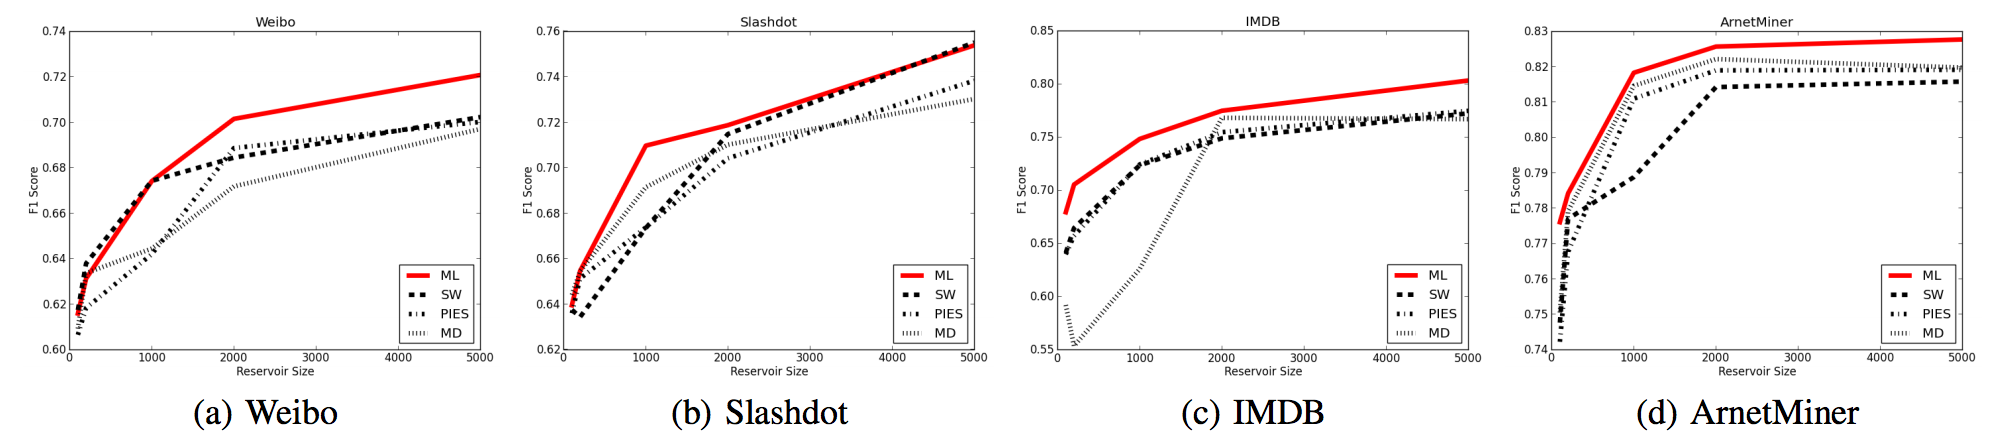 Weibo
0.74
0.72
0.70
0.68
0.66
0.64
0.62
0.60
F1 Score
0
1000
2000
3000
4000
5000
Reservoir Size
ML
SW
PIES
MD
(a) Weibo
Slashdot
0.76
0.74
0.72
0.70
0.68
0.66
0.64
0.62
F1 Score
0
1000
2000
3000
4000
5000
Reservoir Size
ML
SW
PIES
MD
(b) Slashdot
IMDB
0.85
0.80
0.75
0.70
0.65
0.60
0.55
F1 Score
0
1000
2000
3000
4000
5000
Reservoir Size
ML
SW
PIES
MD
(c) IMDB
ArnetMiner
0.83
0.82
0.81
0.80
0.79
0.78
0.77
0.76
0.75
0.74
F1 Score
0
1000
2000
3000
4000
5000
Reservoir Size
ML
SW
PIES
MD
(d) ArnetMiner